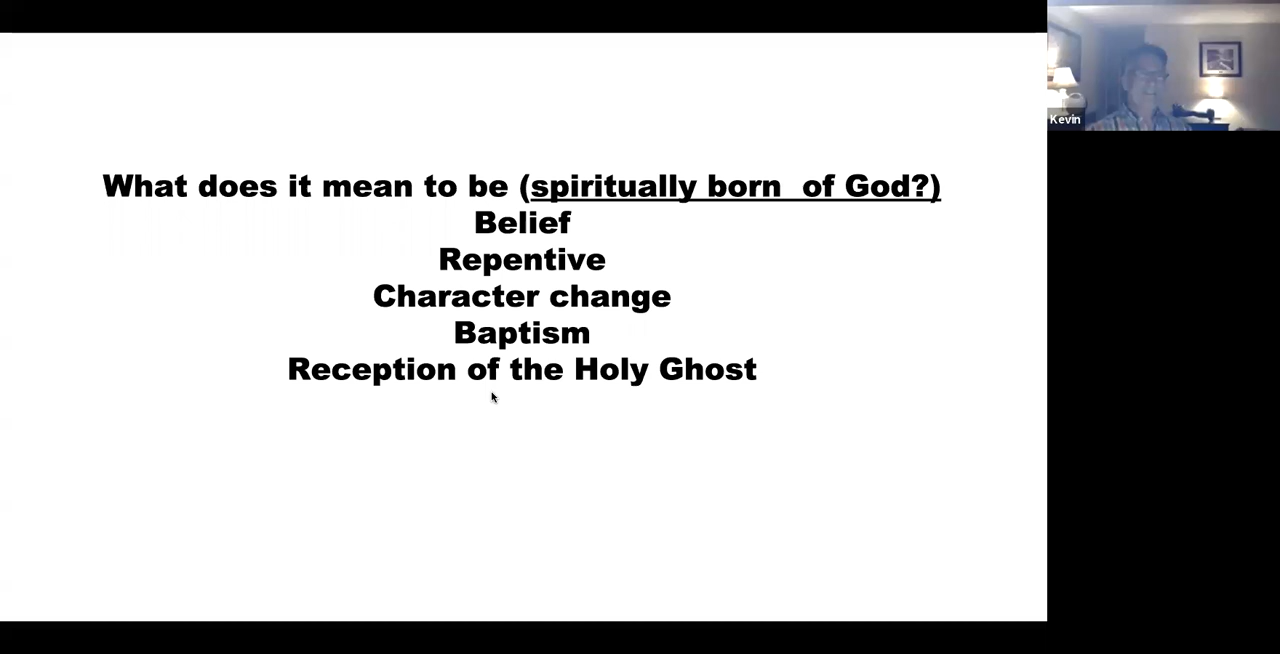 What does it mean to be (spiritually born  of God?)
Belief
Repentive
Character change
Baptism
Reception of the Holy Ghost
Kevin